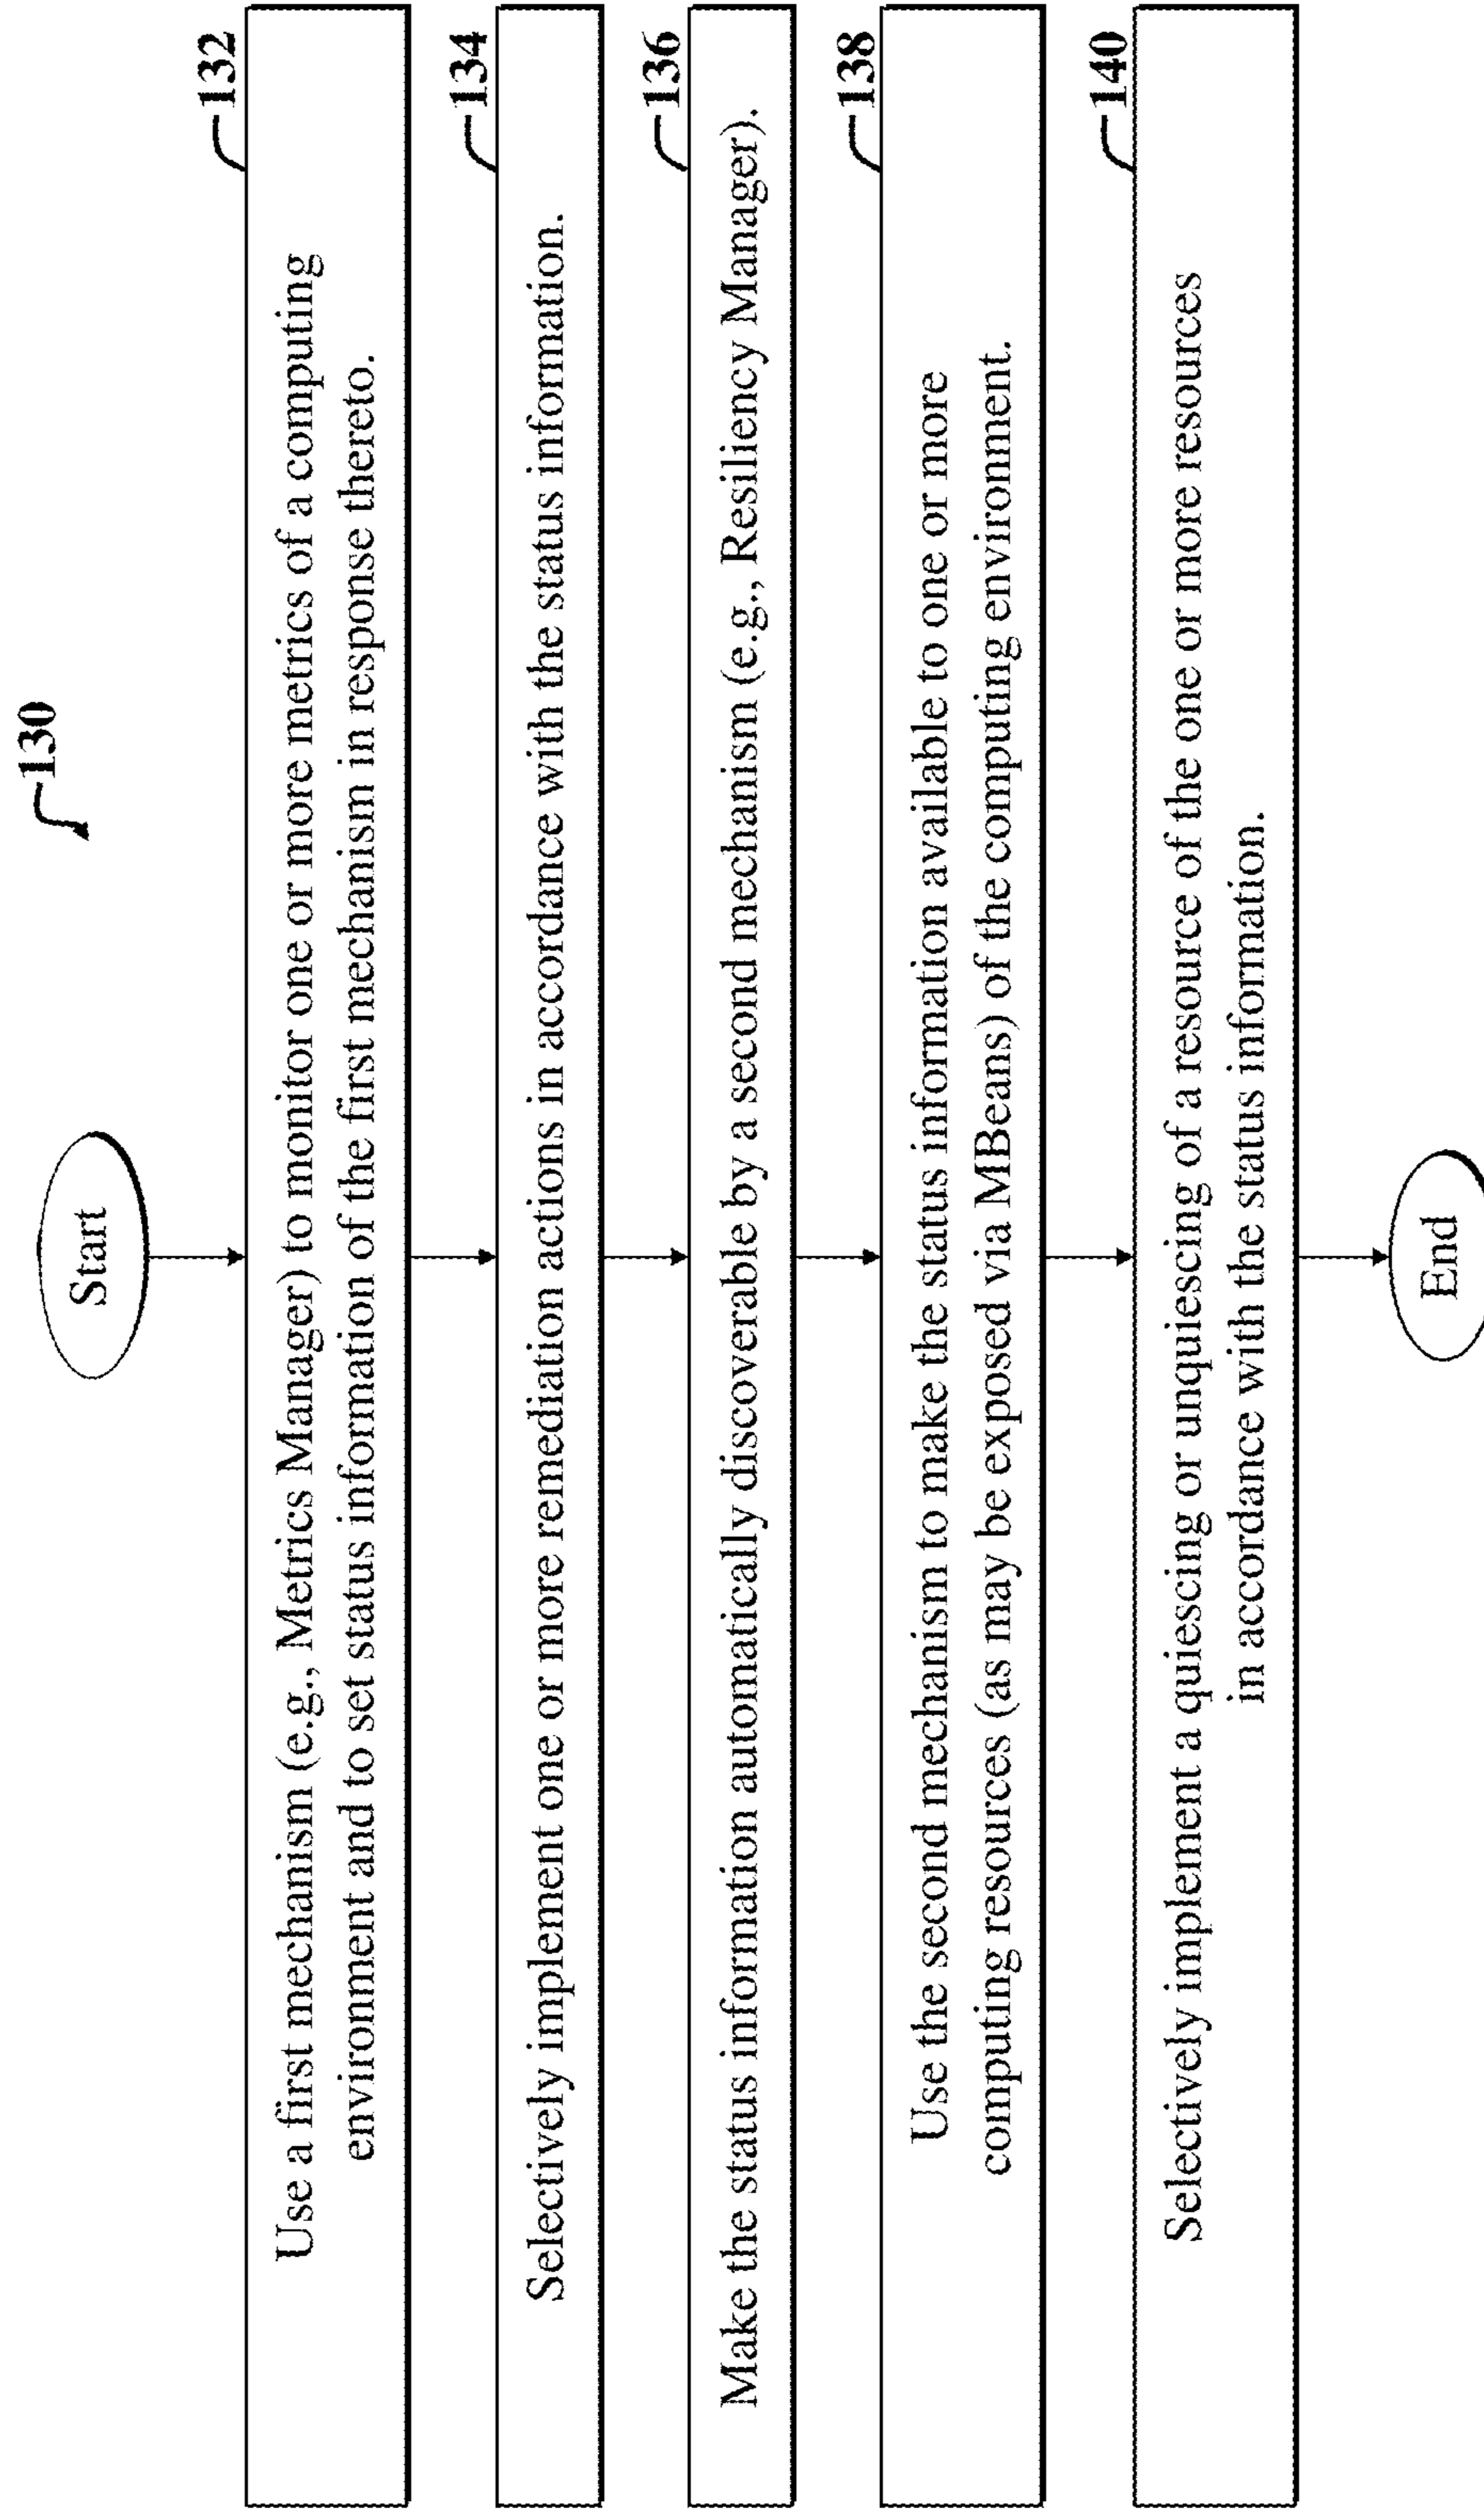 130
Start
132
Use a first mechanism (e.g., Metrics Manager) to monitor one or more metrics of a computing
environment and to set status information of the first mechanism in response thereto.
134
Selectively implement one or more remediation actions in accordance with the status information.
136
Make the status information automatically discoverable by a second mechanism (e.g., Resiliency Manager).
138
Use the second mechanism to make the status information available to one or more
computing resources (as may be exposed via MBeans) of the computing environment.
140
Selectively implement a quiescing or unquiescing of a resource of the one or more resources
in accordance with the status information.
End